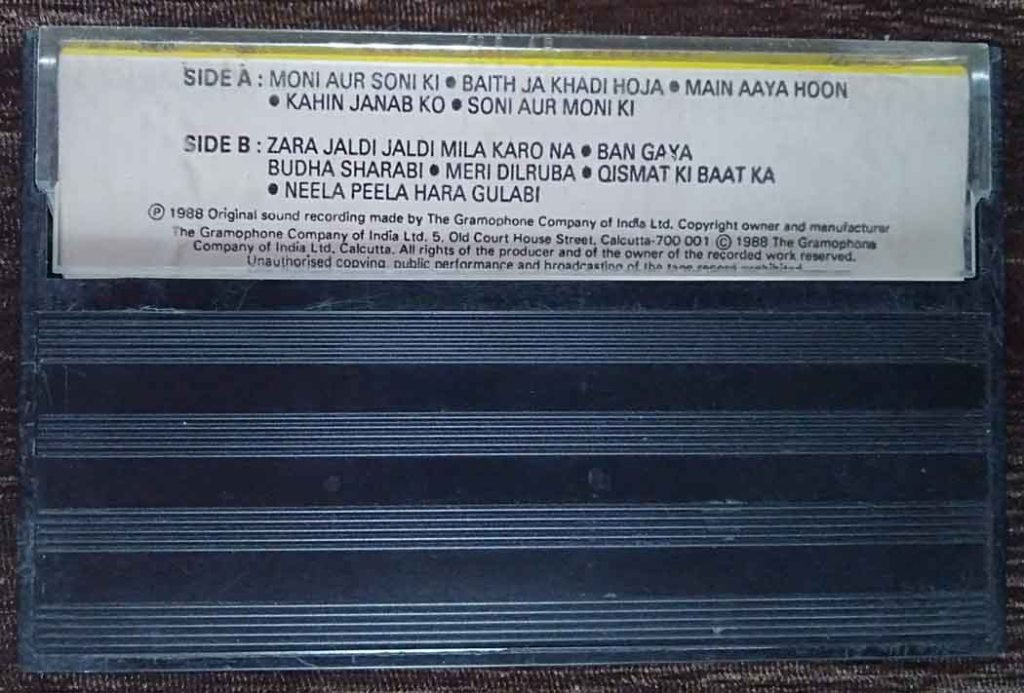 SIDE A : MONI AUR SONI KI ● BAITH JA KHADI HOJA ● MAIN AAYA HOON
● KAHIN JANAB KO ● SONI AUR MONI KI
SIDE B : ZARA JALDI JALDI MILA KARO NA ● BAN GAYA
BUDHA SHARABI ● MERI DILRUBA ● QISMAT KI BAAT KA
● NEELA PEELA HARA GULABI
Ⓟ 1988 Original sound recording made by The Gramophone Company of India Ltd. Copyright owner and manufacturer
The Gramophone Company of India Ltd. 5, Old Court House Street, Calcutta-700 001 © 1988 The Gramophone
Company of India Ltd, Calcutta. All rights of the producer and of the owner of the recorded work reserved.
Unauthorised copying, public performance and broadcasting of the tape record prohibited